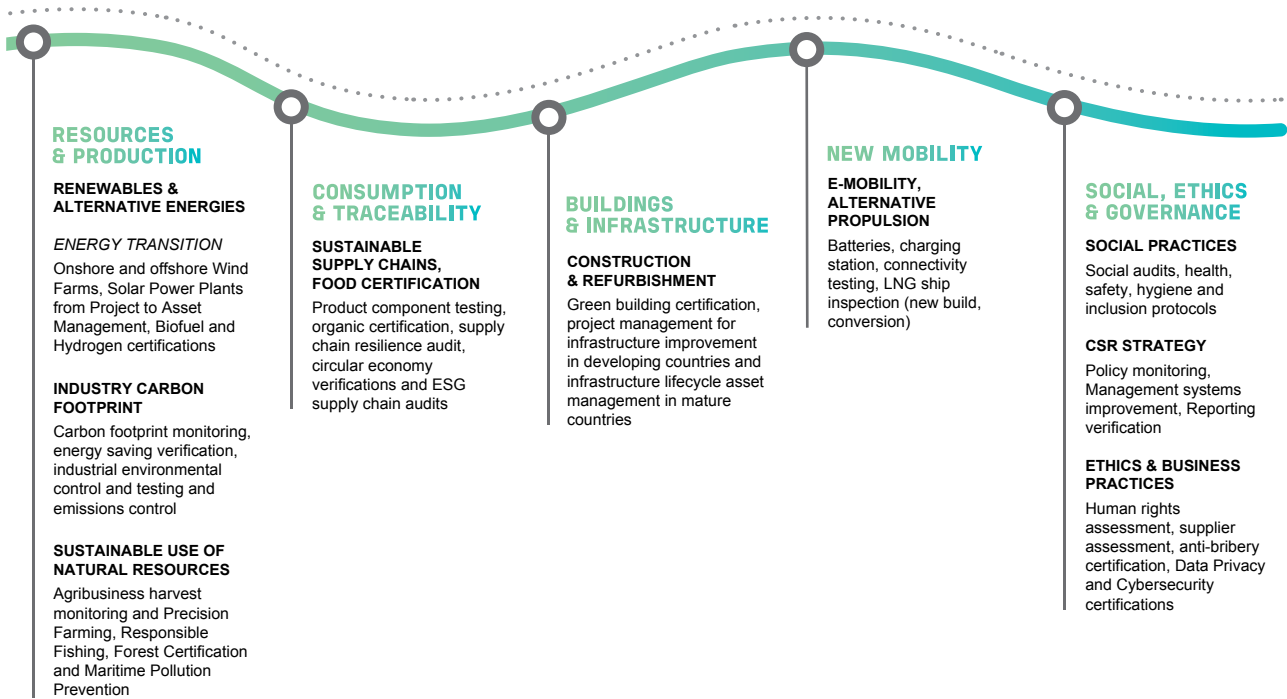 RESOURCES
& PRODUCTION
RENEWABLES &
ALTERNATIVE ENERGIES
ENERGY TRANSITION
Onshore and offshore Wind
Farms, Solar Power Plants
from Project to Asset
Management, Biofuel and
Hydrogen certifications
INDUSTRY CARBON
FOOTPRINT
Carbon footprint monitoring,
energy saving verification,
industrial environmental
control and testing and
emissions control
SUSTAINABLE USE OF
NATURAL RESOURCES
Agribusiness harvest
monitoring and Precision
Farming, Responsible
Fishing, Forest Certification
and Maritime Pollution
Prevention
CONSUMPTION
& TRACEABILITY
SUSTAINABLE
SUPPLY CHAINS,
FOOD CERTIFICATION
Product component testing,
organic certification, supply
chain resilience audit,
circular economy
verifications and ESG
supply chain audits
BUILDINGS
& INFRASTRUCTURE
CONSTRUCTION
& REFURBISHMENT
Green building certification,
project management for
infrastructure improvement
in developing countries and
infrastructure lifecycle asset
management in mature
countries
NEW MOBILITY
E-MOBILITY,
ALTERNATIVE
PROPULSION
Batteries, charging
station, connectivity
testing, LNG ship
inspection (new build,
conversion)
SOCIAL, ETHICS
& GOVERNANCE
SOCIAL PRACTICES
Social audits, health,
safety, hygiene and
inclusion protocols
CSR STRATEGY
Policy monitoring,
Management systems
improvement, Reporting
verification
ETHICS & BUSINESS
PRACTICES
Human rights
assessment, supplier
assessment, anti-bribery
certification, Data Privacy
and Cybersecurity
certifications